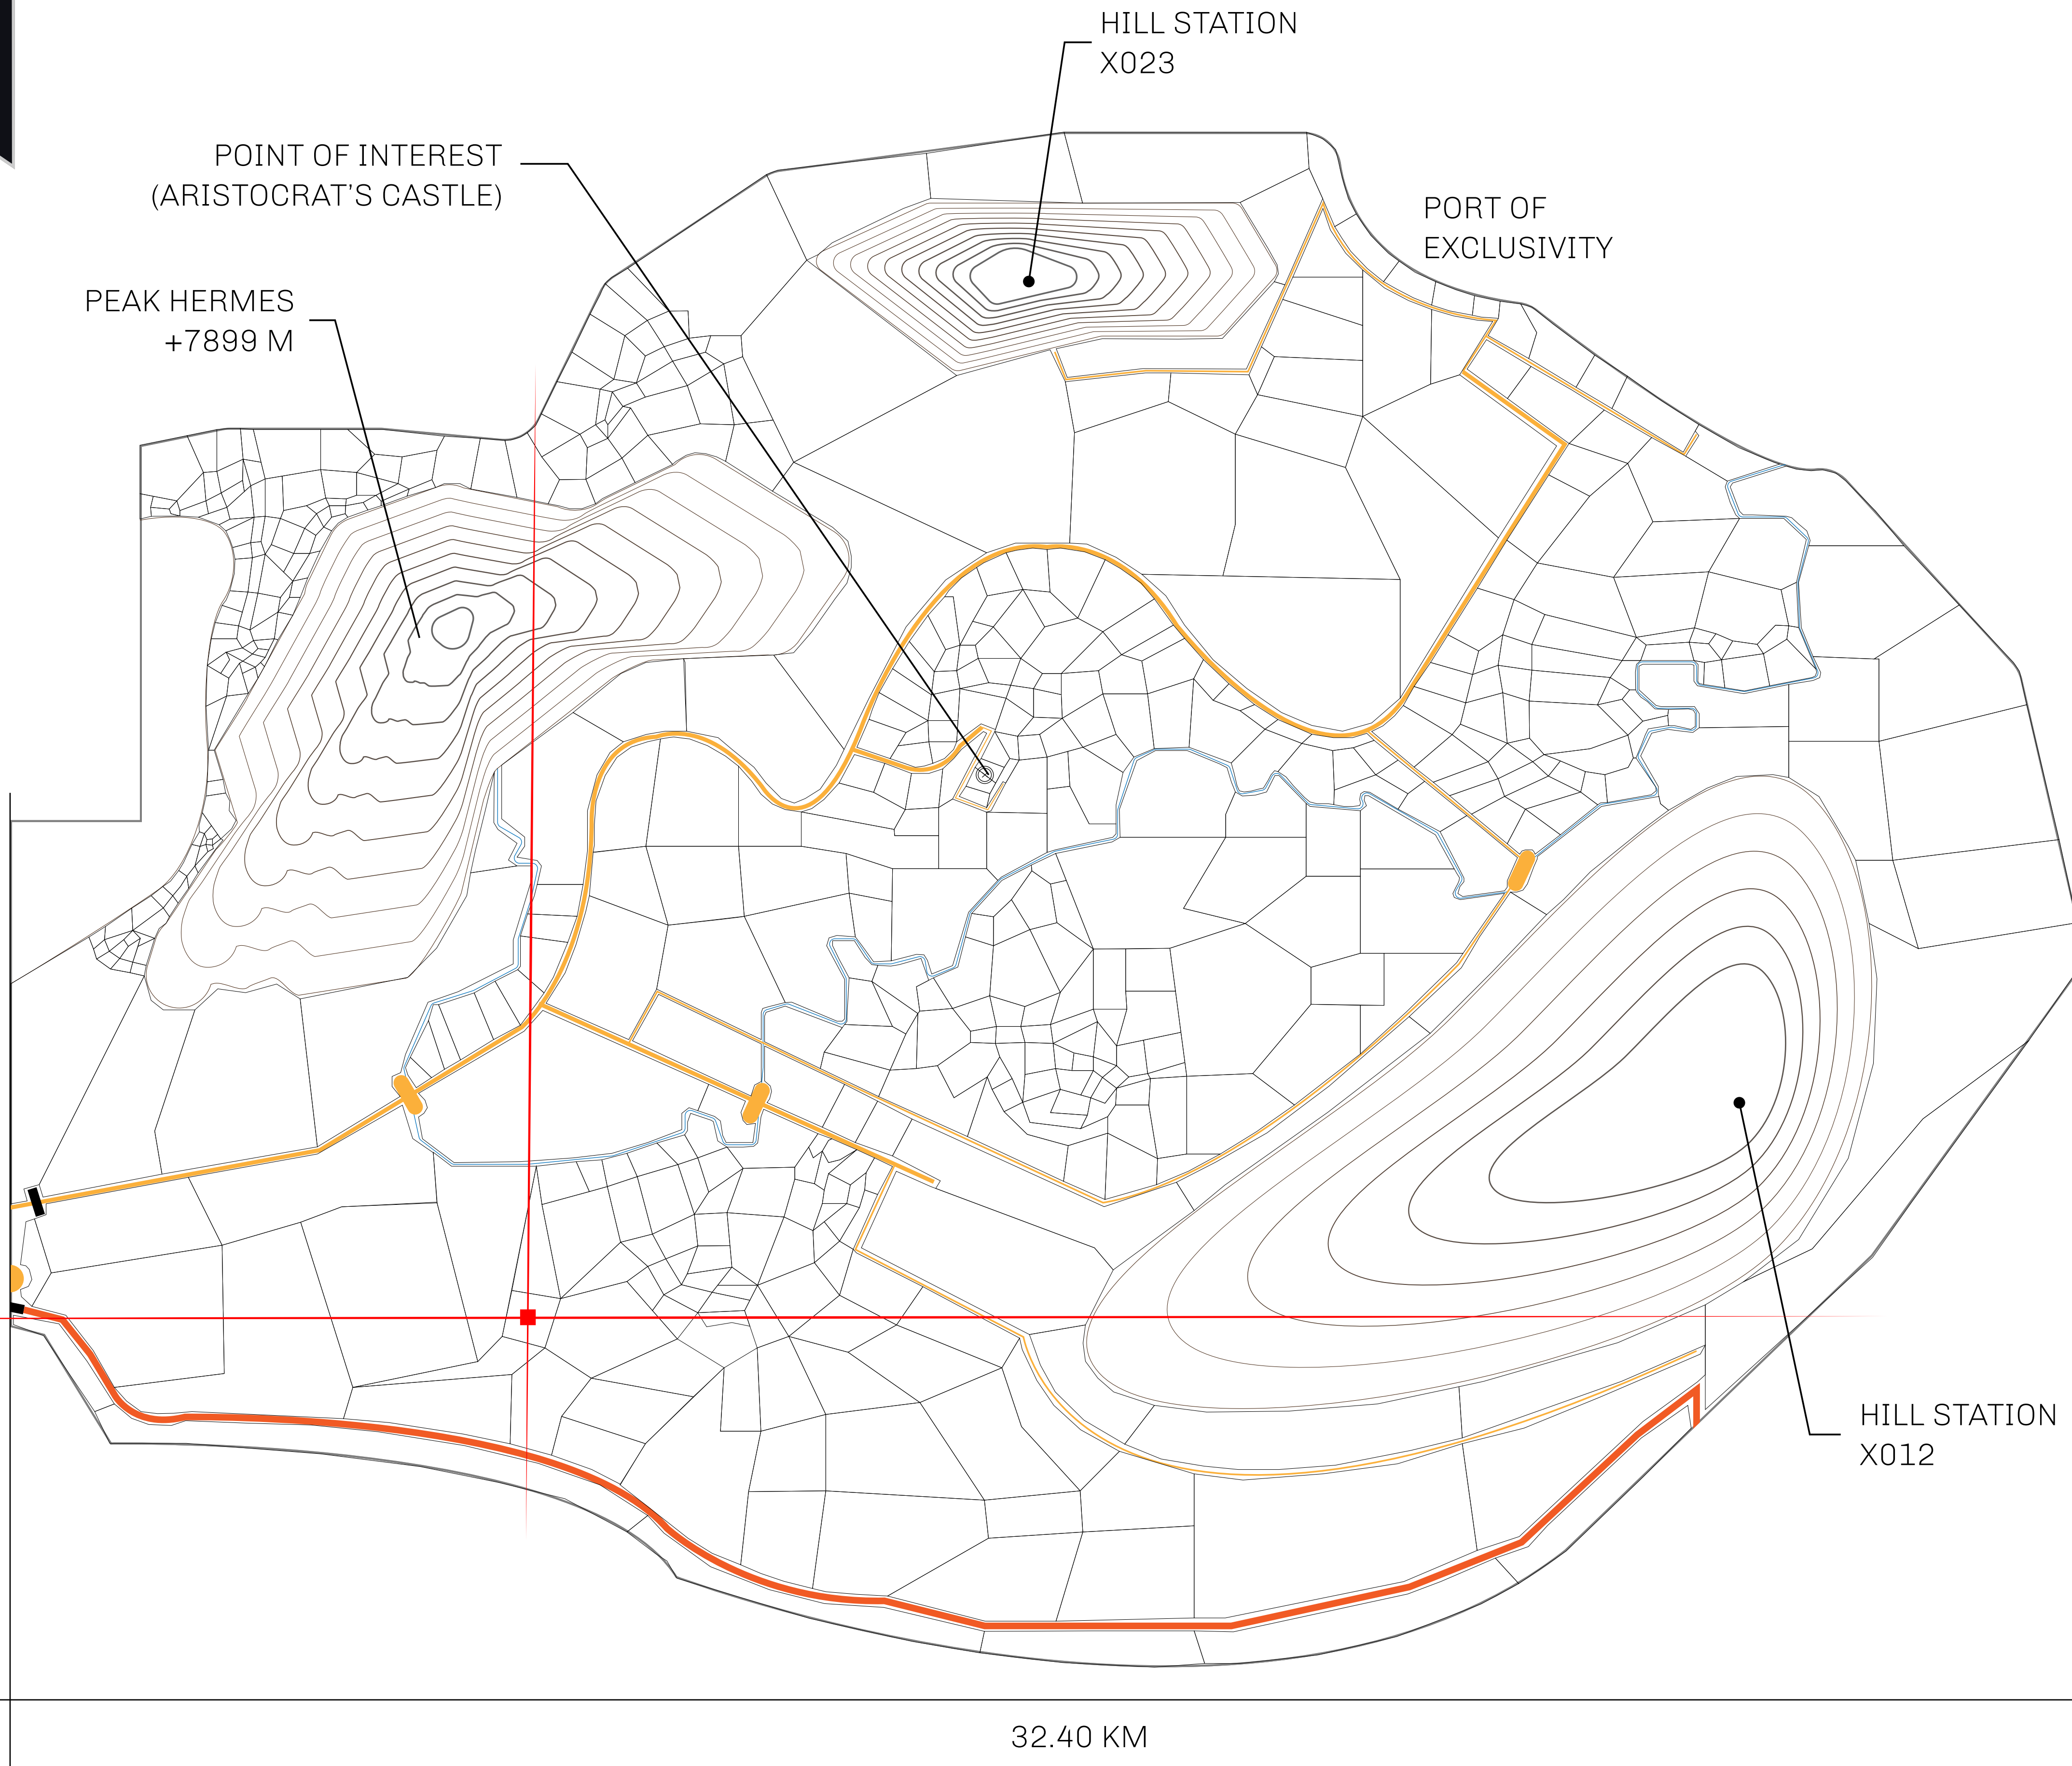 HILL STATION
X023
POINT OF INTEREST
(ARISTOCRAT'S CASTLE)
PORT OF
EXCLUSIVITY
PEAK HERMES
+7899 M
HILL STATION
X012
32.40 KM